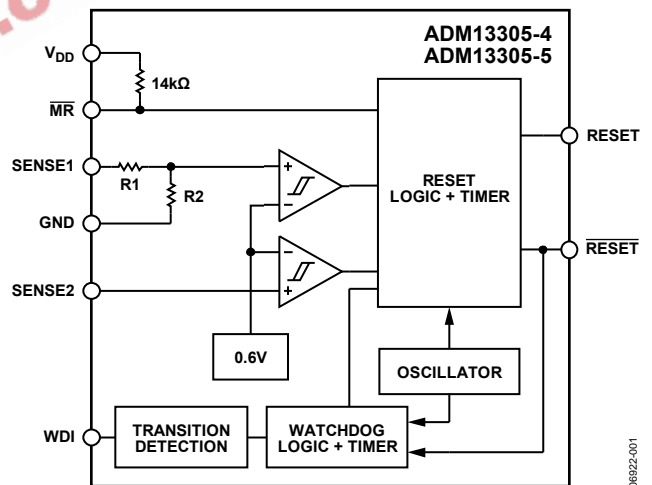 ADM13305-4
ADM13305-5
VDD
14kΩ
MR
SENSE1
R1
R2
GND
SENSE2
RESET
LOGIC + TIMER
RESET
RESET
0.6V
OSCILLATOR
WDI
TRANSITION
DETECTION
WATCHDOG
LOGIC + TIMER
06922-001